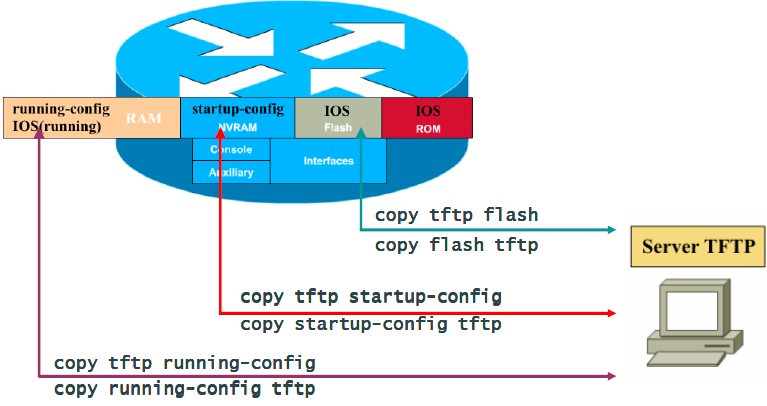 running-config
IOS(running)
RAM
startup-config
NVRAM
IOS
Flash
IOS
ROM
Console
Auxiliary
Interfaces
copy tftp flash
copy flash tftp
Server TFTP
copy tftp startup-config
copy startup-config tftp
copy tftp running-config
copy running-config tftp